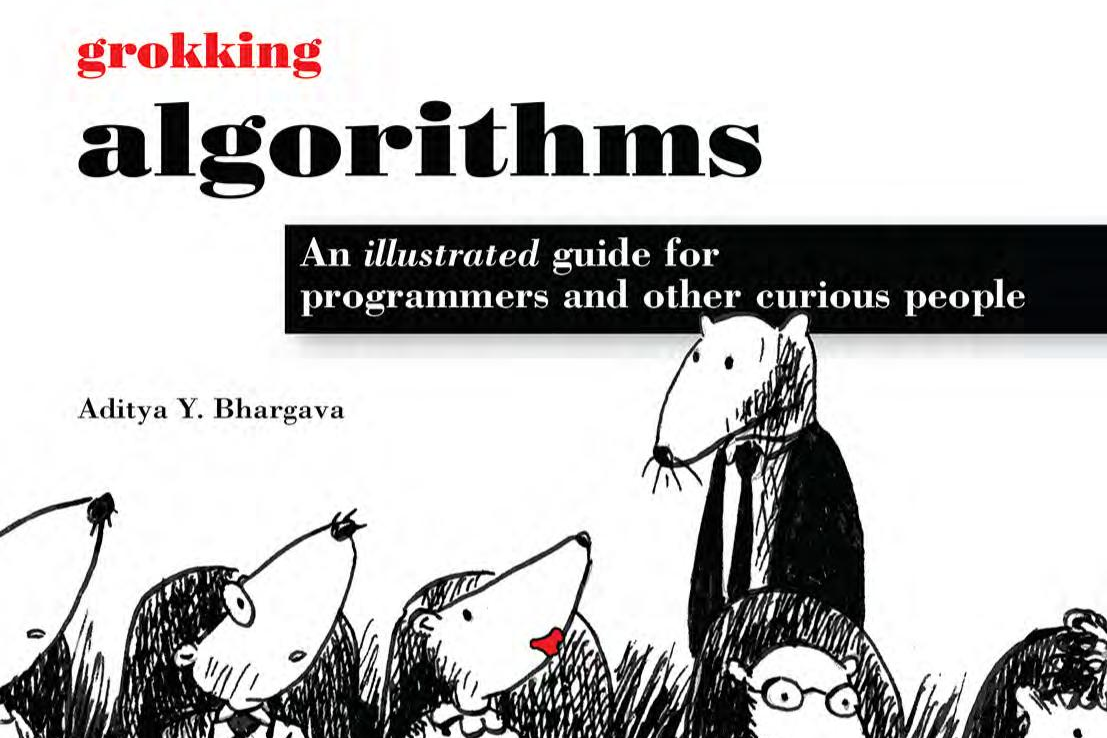 grokking
algorithms
An illustrated guide for
programmers and other curious people
Aditya Y. Bhargava